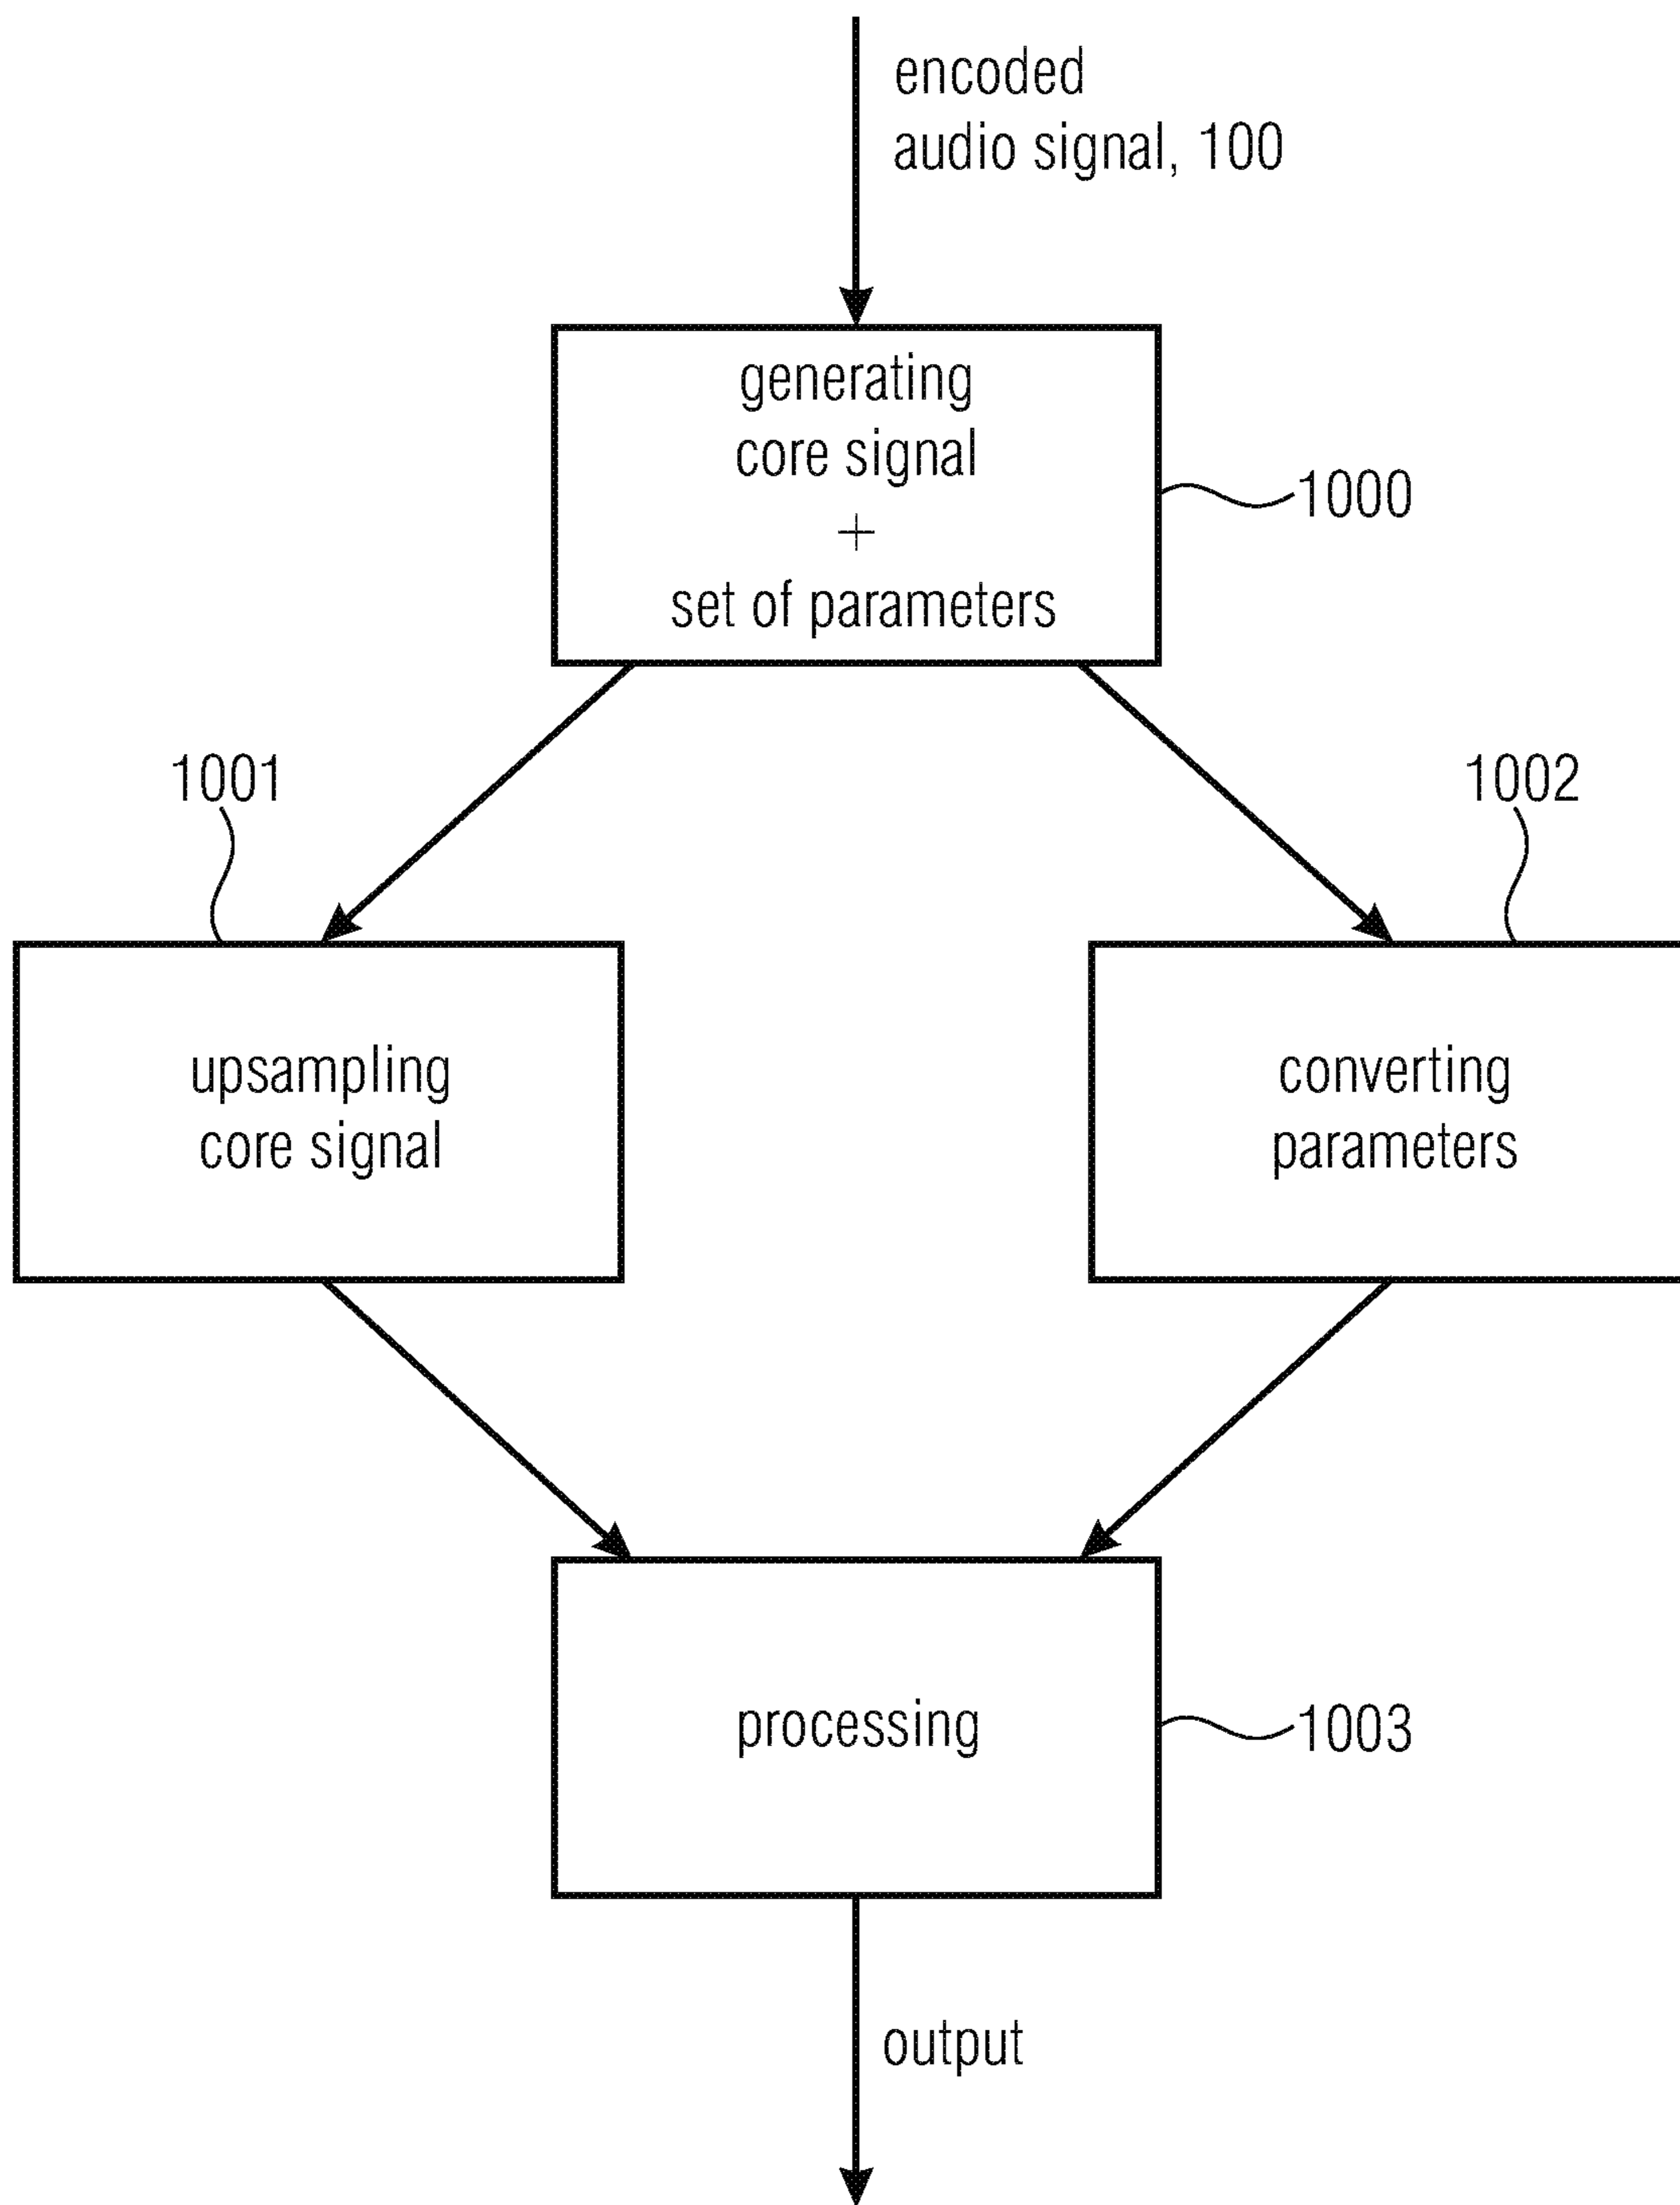 encoded
audio signal, 100
generating
core signal
+
set of parameters
1000
1001
1002
upsampling
core signal
converting
parameters
processing
1003
output